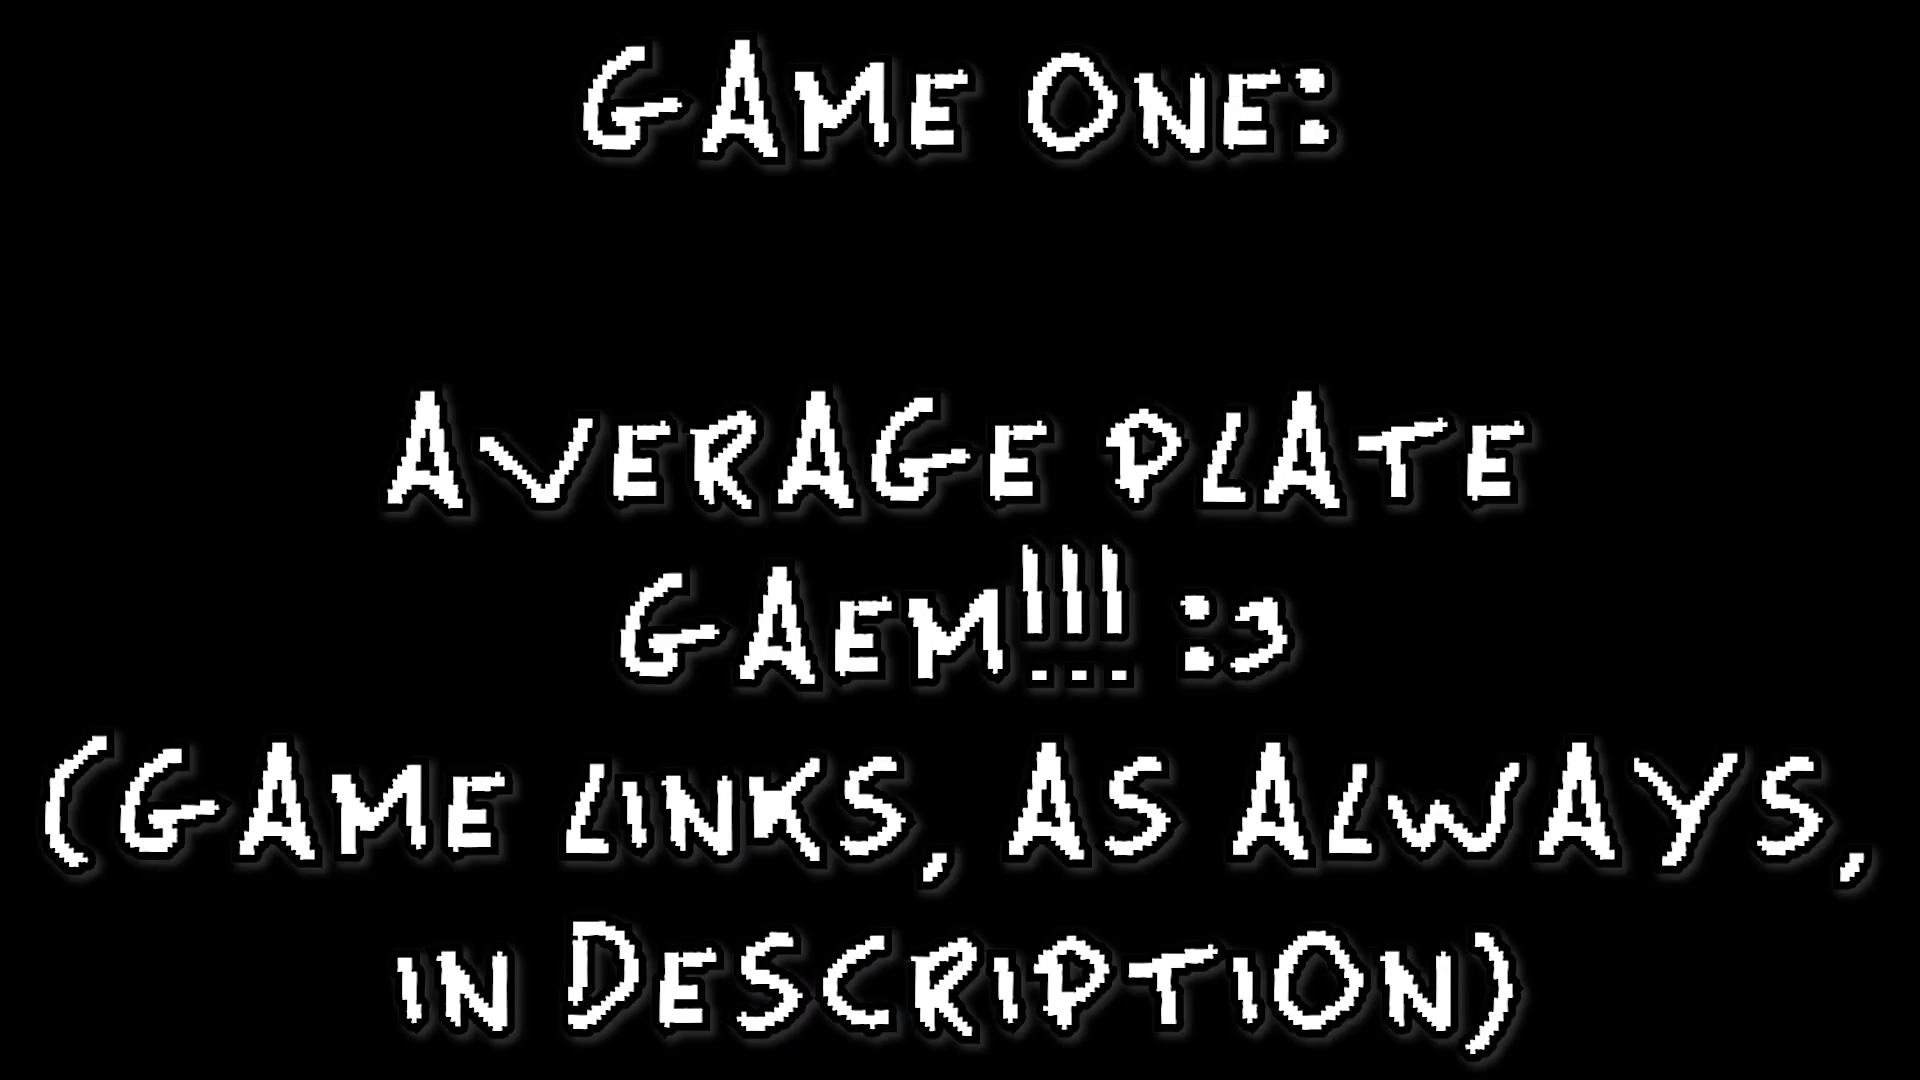 Game One:
AVERAGE PLATE
GAEM!!! :3
(Game links, as always,
in Description)